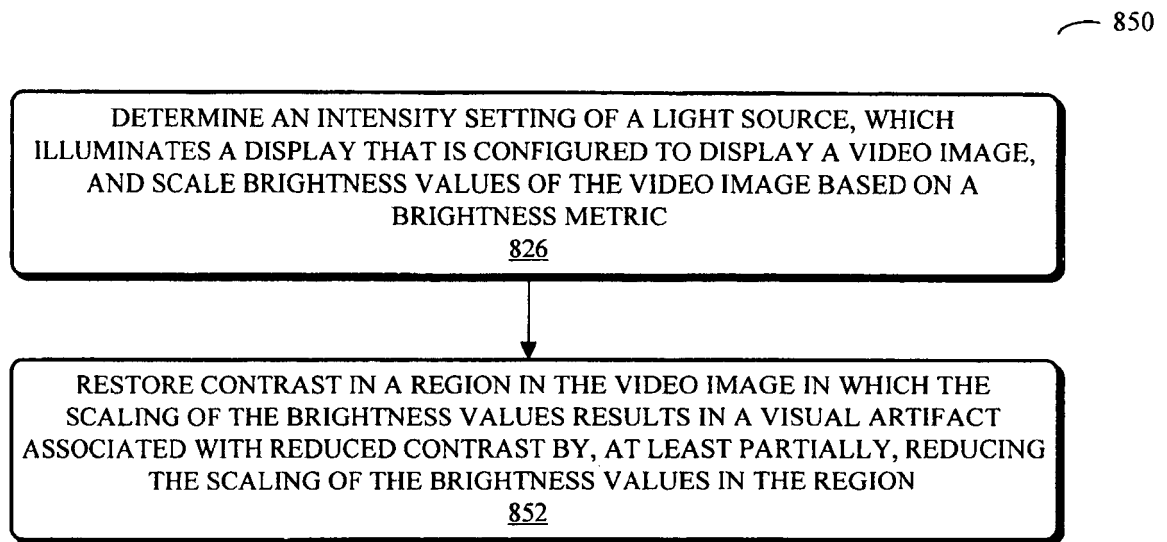 850
DETERMINE AN INTENSITY SETTING OF A LIGHT SOURCE, WHICH
ILLUMINATES A DISPLAY THAT IS CONFIGURED TO DISPLAY A VIDEO IMAGE,
AND SCALE BRIGHTNESS VALUES OF THE VIDEO IMAGE BASED ON A
BRIGHTNESS METRIC
826
RESTORE CONTRAST IN A REGION IN THE VIDEO IMAGE IN WHICH THE
SCALING OF THE BRIGHTNESS VALUES RESULTS IN A VISUAL ARTIFACT
ASSOCIATED WITH REDUCED CONTRAST BY, AT LEAST PARTIALLY, REDUCING
THE SCALING OF THE BRIGHTNESS VALUES IN THE REGION
852